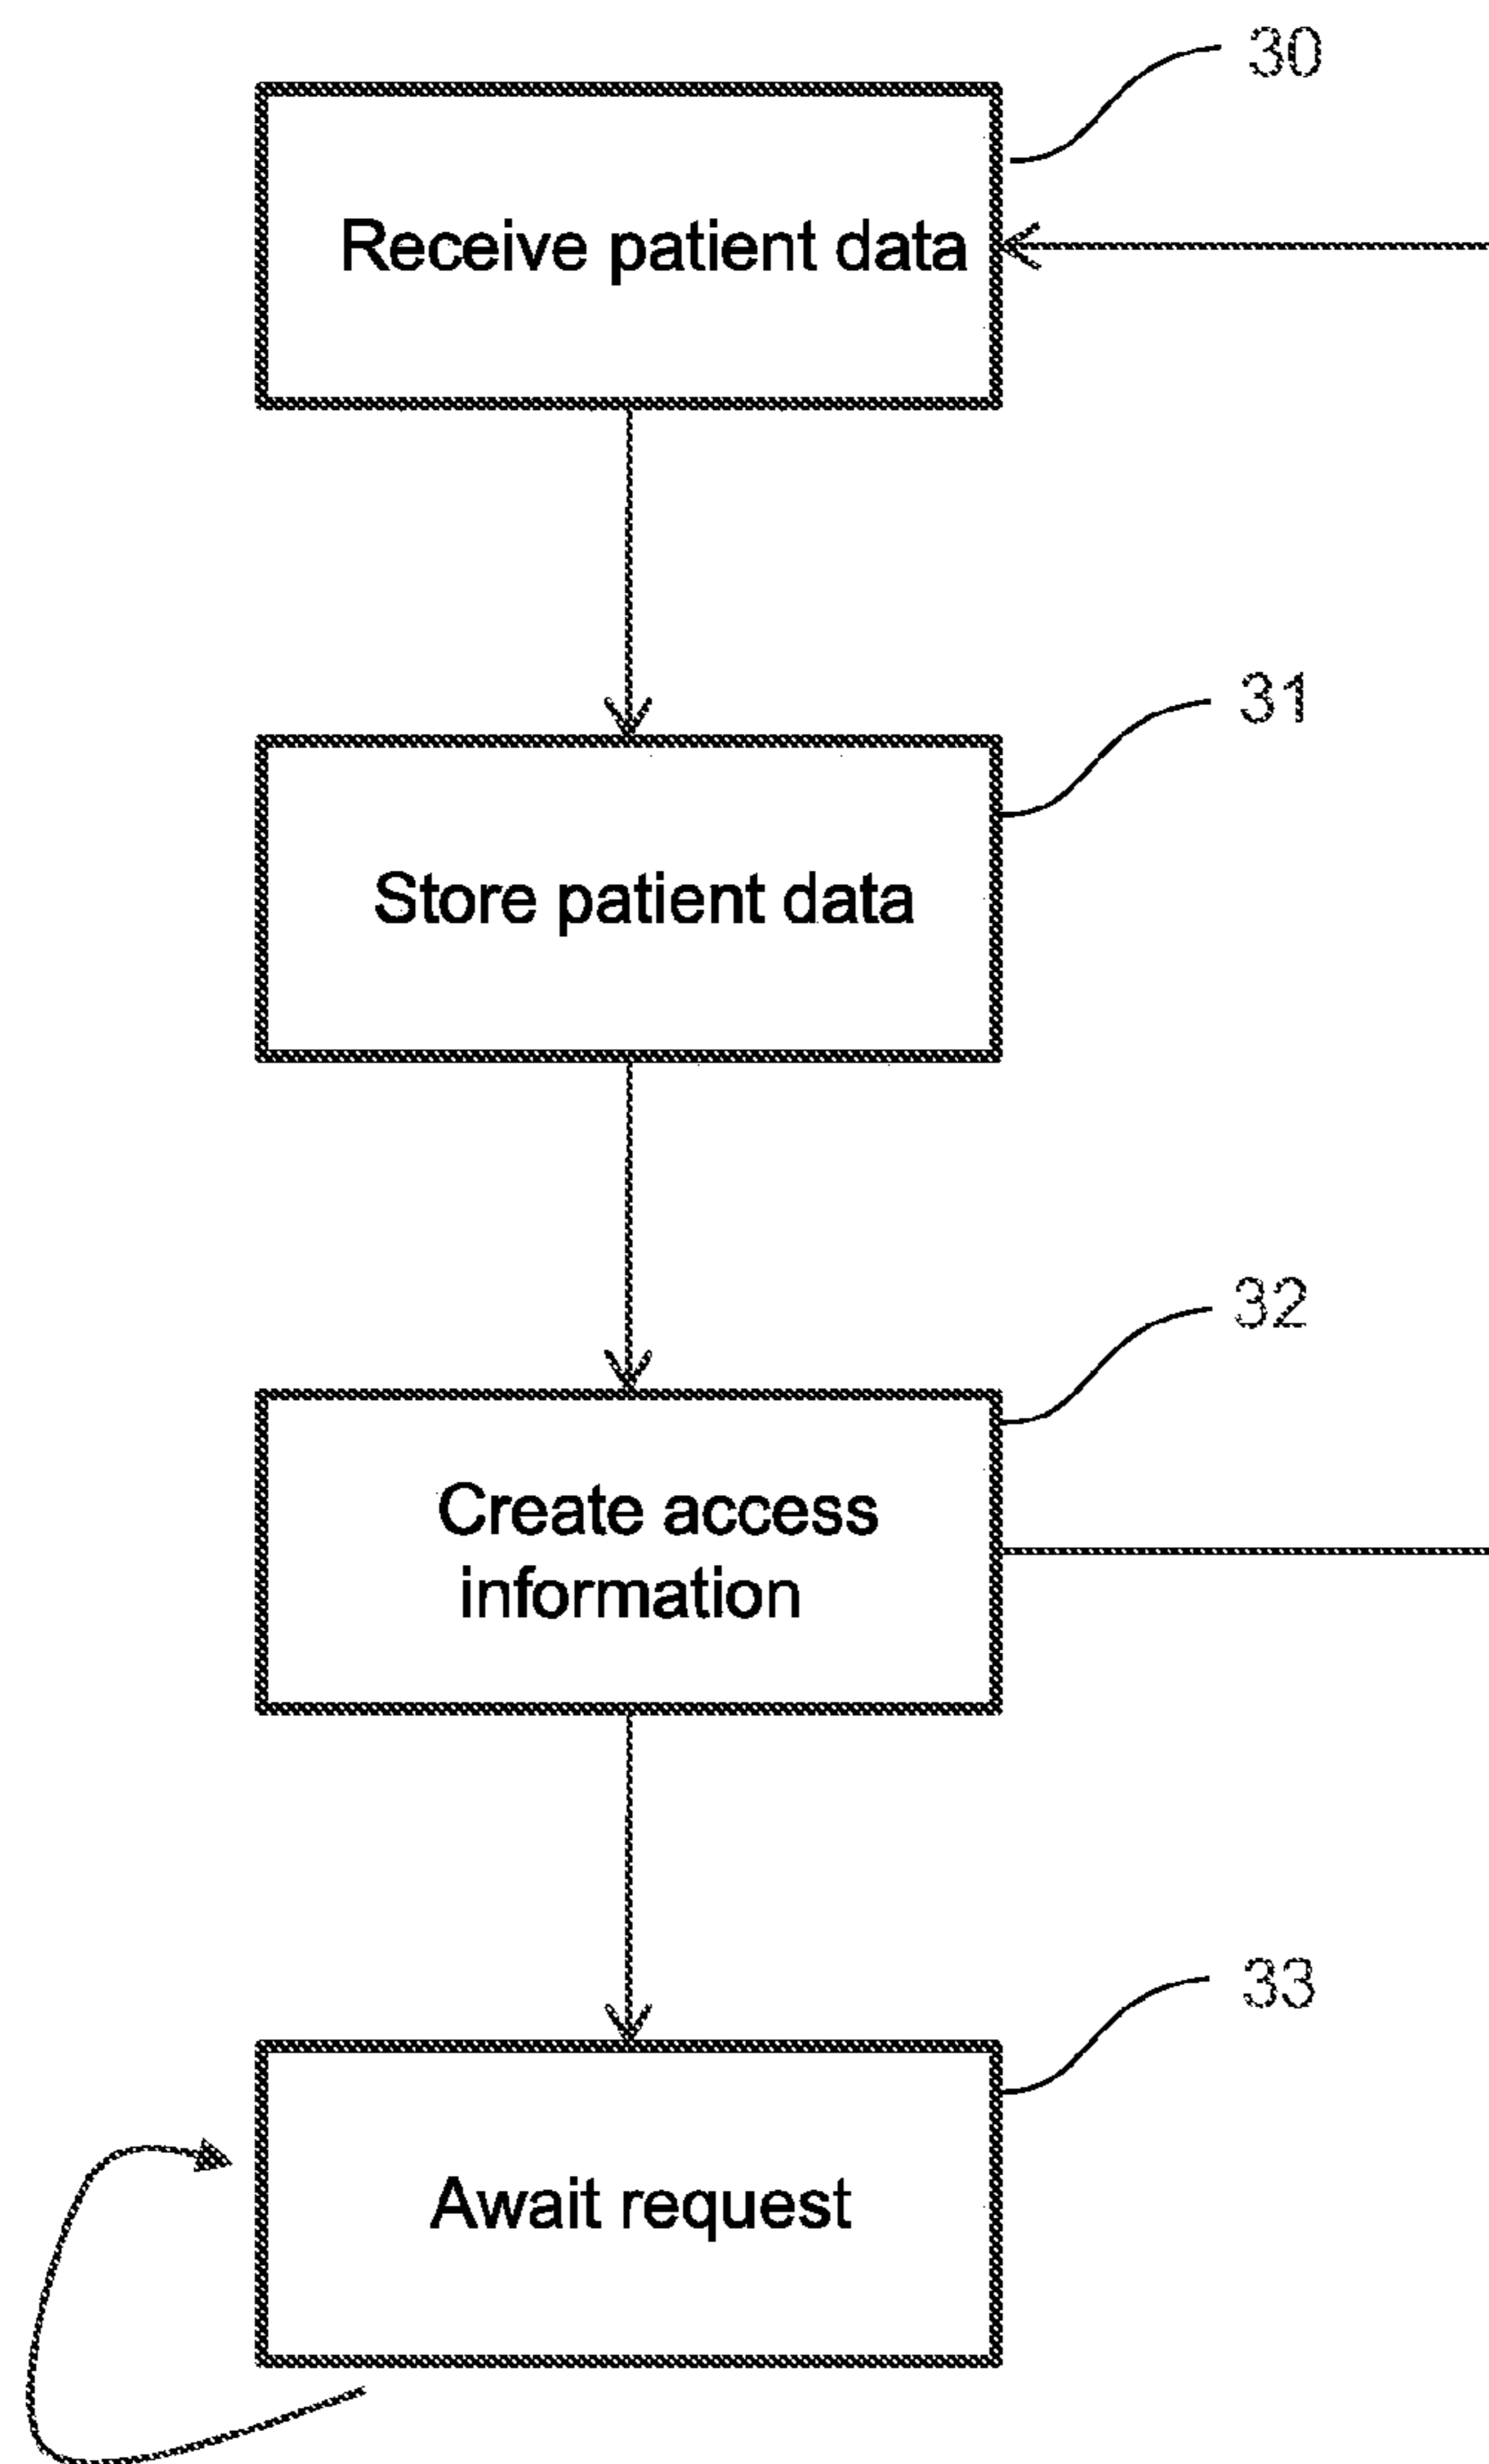 30
Receive patient data
31
Store patient data
32
Create access
information
33
Await request